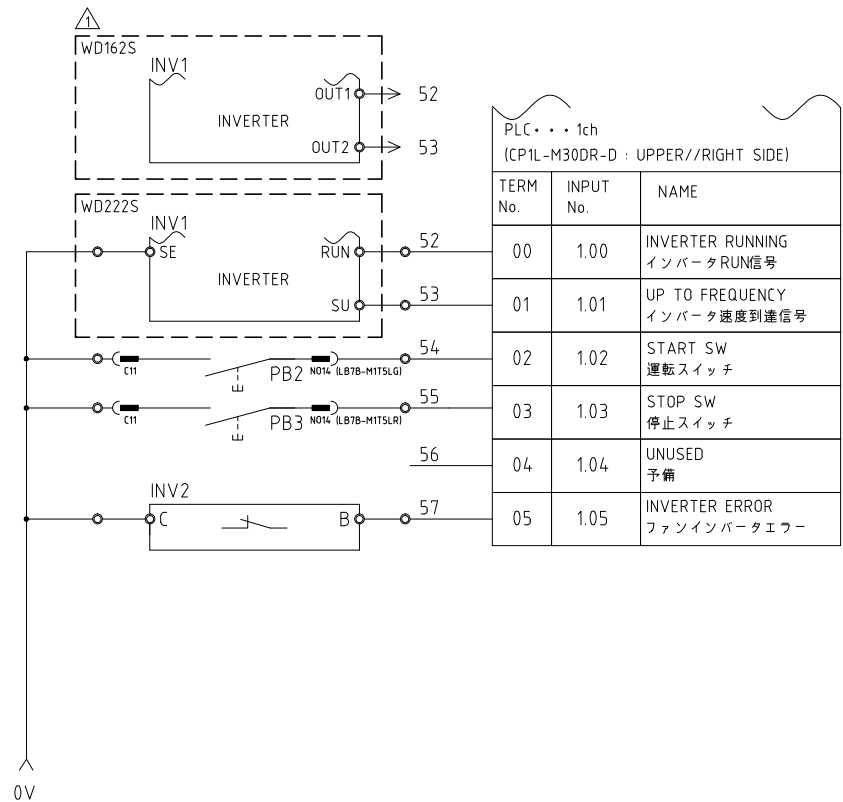 1
WD162S
INV1
OUT1
52
INVERTER
OUT2
53
WD222S
INV1
SE
RUN
52
INVERTER
SU
53
54
C11
PB2
NO14 (LB7B-M1T5LG)
55
C11
PB3
NO14 (LB7B-M1T5LR)
56
57
INV2
C
B
0V
PLC・・・1ch
(CP1L-M30DR-D : UPPER//RIGHT SIDE)
TERM No.
INPUT No.
NAME
00
1.00
INVERTER RUNNING
インバータRUN信号
01
1.01
UP TO FREQUENCY
インバータ速度到達信号
02
1.02
START SW
運転スイッチ
03
1.03
STOP SW
停止スイッチ
04
1.04
UNUSED
予備
05
1.05
INVERTER ERROR
ファンインバータエラー